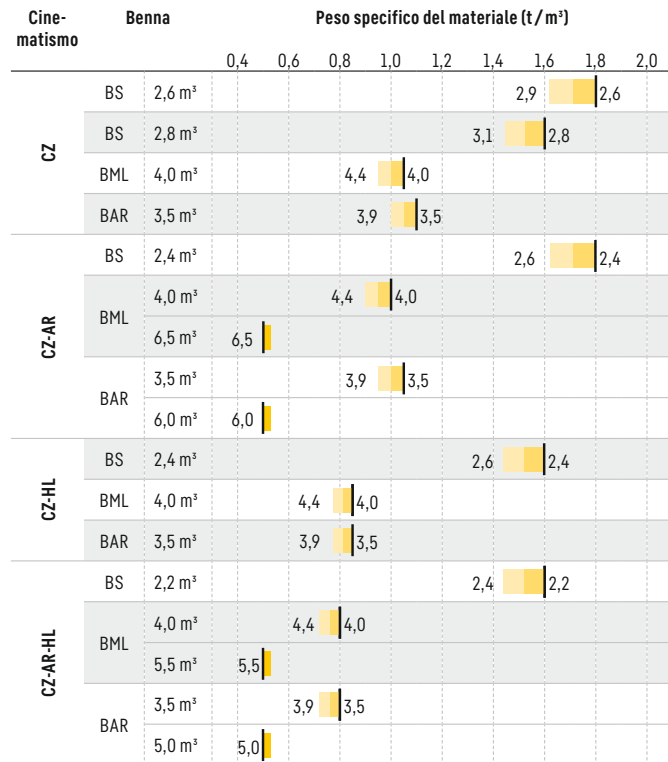 Cine-
matismo
Benna
Peso specifico del materiale (t / m³)
0,4 0,6 0,8 1,0 1,2 1,4 1,6 1,8 2,0
CZ
BS 2,6 m³ 2,9 2,6
BS 2,8 m³ 3,1 2,8
BML 4,0 m³ 4,4 4,0
BAR 3,5 m³ 3,9 3,5
CZ-AR
BS 2,4 m³ 2,6 2,4
BML
4,0 m³ 4,4 4,0
6,5 m³ 6,5
BAR
3,5 m³ 3,9 3,5
6,0 m³ 6,0
CZ-HL
BS 2,4 m³ 2,6 2,4
BML 4,0 m³ 4,4 4,0
BAR 3,5 m³ 3,9 3,5
CZ-AR-HL
BS 2,2 m³ 2,4 2,2
BML
4,0 m³ 4,4 4,0
5,5 m³ 5,5
BAR
3,5 m³ 3,9 3,5
5,0 m³ 5,0